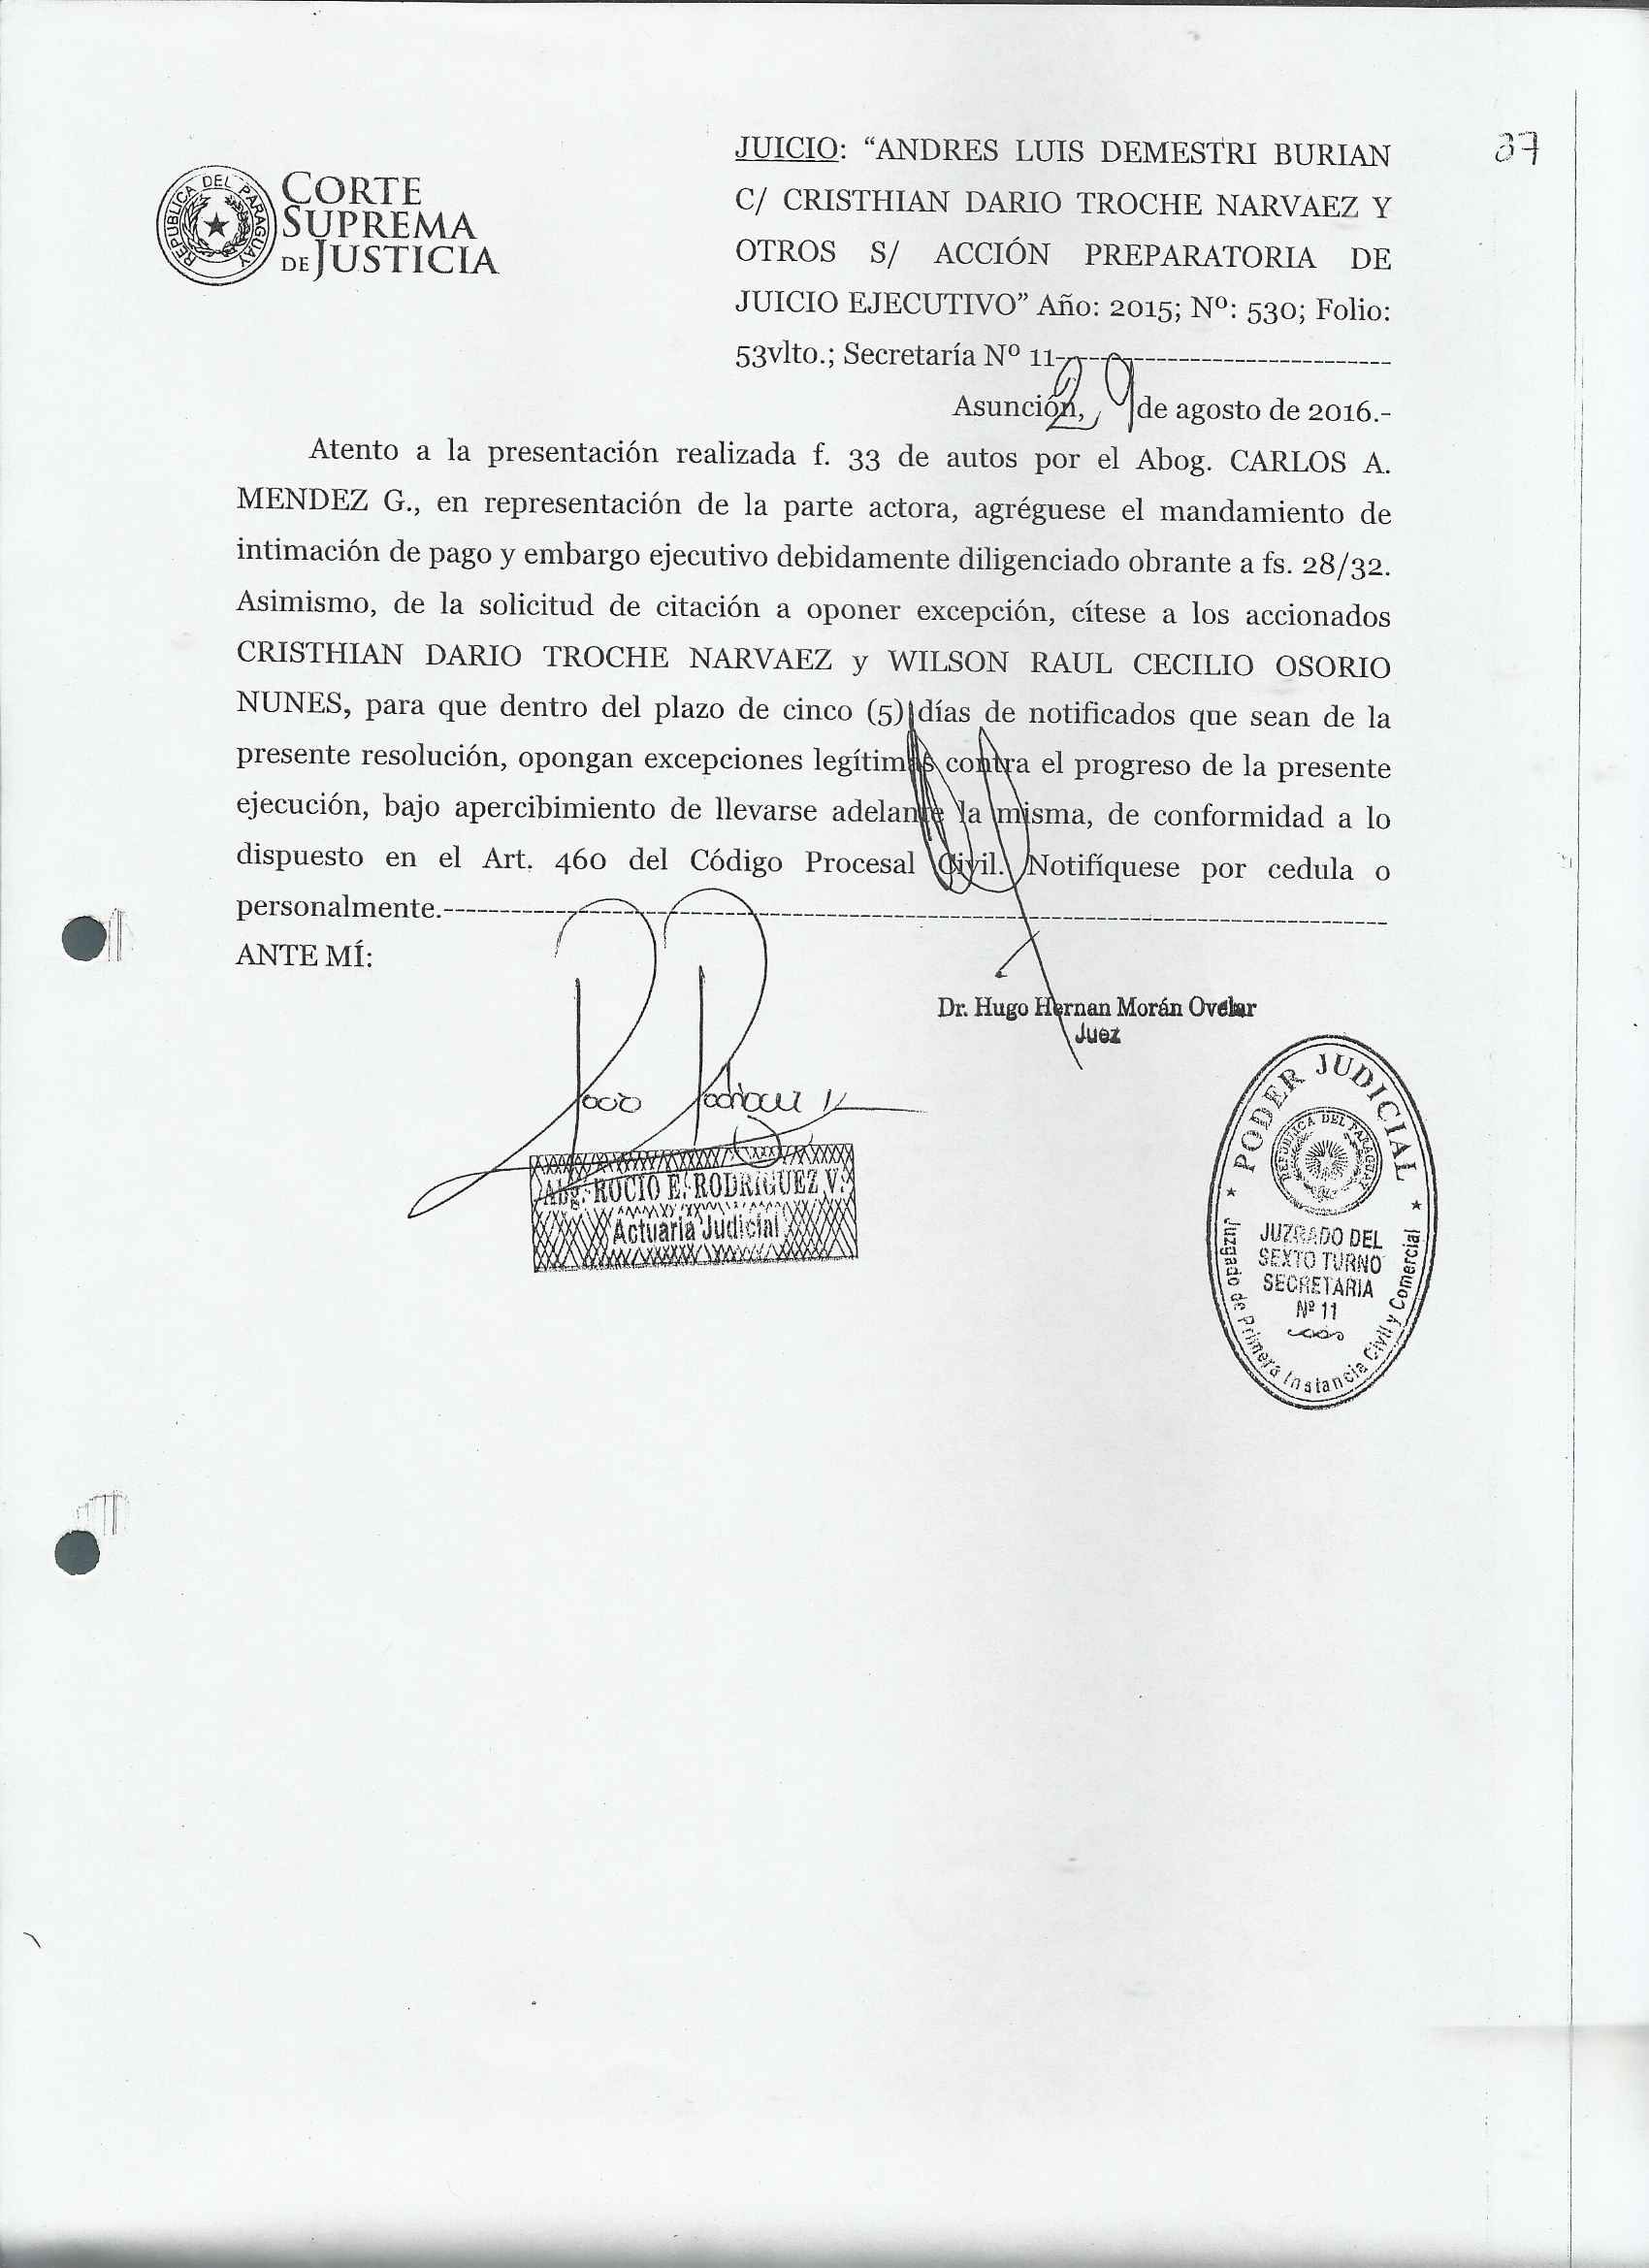 37
REPUBLICA DEL PARAGUAY
CORTE
SUPREMA
DE JUSTICIA
JUICIO: “ANDRES LUIS DEMESTRI BURIAN
C/ CRISTHIAN DARIO TROCHE NARVAEZ Y
OTROS S/ ACCIÓN PREPARATORIA DE
JUICIO EJECUTIVO” Año: 2015; Nº: 530; Folio:
53vlto.; Secretaría Nº 11-----------------------------
Asunción, 29 de agosto de 2016.-
Atento a la presentación realizada f. 33 de autos por el Abog. CARLOS A.
MENDEZ G., en representación de la parte actora, agréguese el mandamiento de
intimación de pago y embargo ejecutivo debidamente diligenciado obrante a fs. 28/32.
Asimismo, de la solicitud de citación a oponer excepción, cítese a los accionados
CRISTHIAN DARIO TROCHE NARVAEZ y WILSON RAUL CECILIO OSORIO
NUNES, para que dentro del plazo de cinco (5) días de notificados que sean de la
presente resolución, opongan excepciones legítimas contra el progreso de la presente
ejecución, bajo apercibimiento de llevarse adelante la misma, de conformidad a lo
dispuesto en el Art. 460 del Código Procesal Civil. Notifíquese por cedula o
personalmente.--------------------------------------------------------------------------------
ANTE MÍ:
Dr. Hugo Hernan Morán Ovelar
Juez
Rocio Rodriguez V
Abg. ROCIO E. RODRIGUEZ V.
Actuaria Judicial
PODER JUDICIAL
REPUBLICA DEL PARAGUAY
JUZGADO DEL
SEXTO TURNO
SECRETARIA
Nº 11
Juzgado de Primera Instancia Civil y Comercial